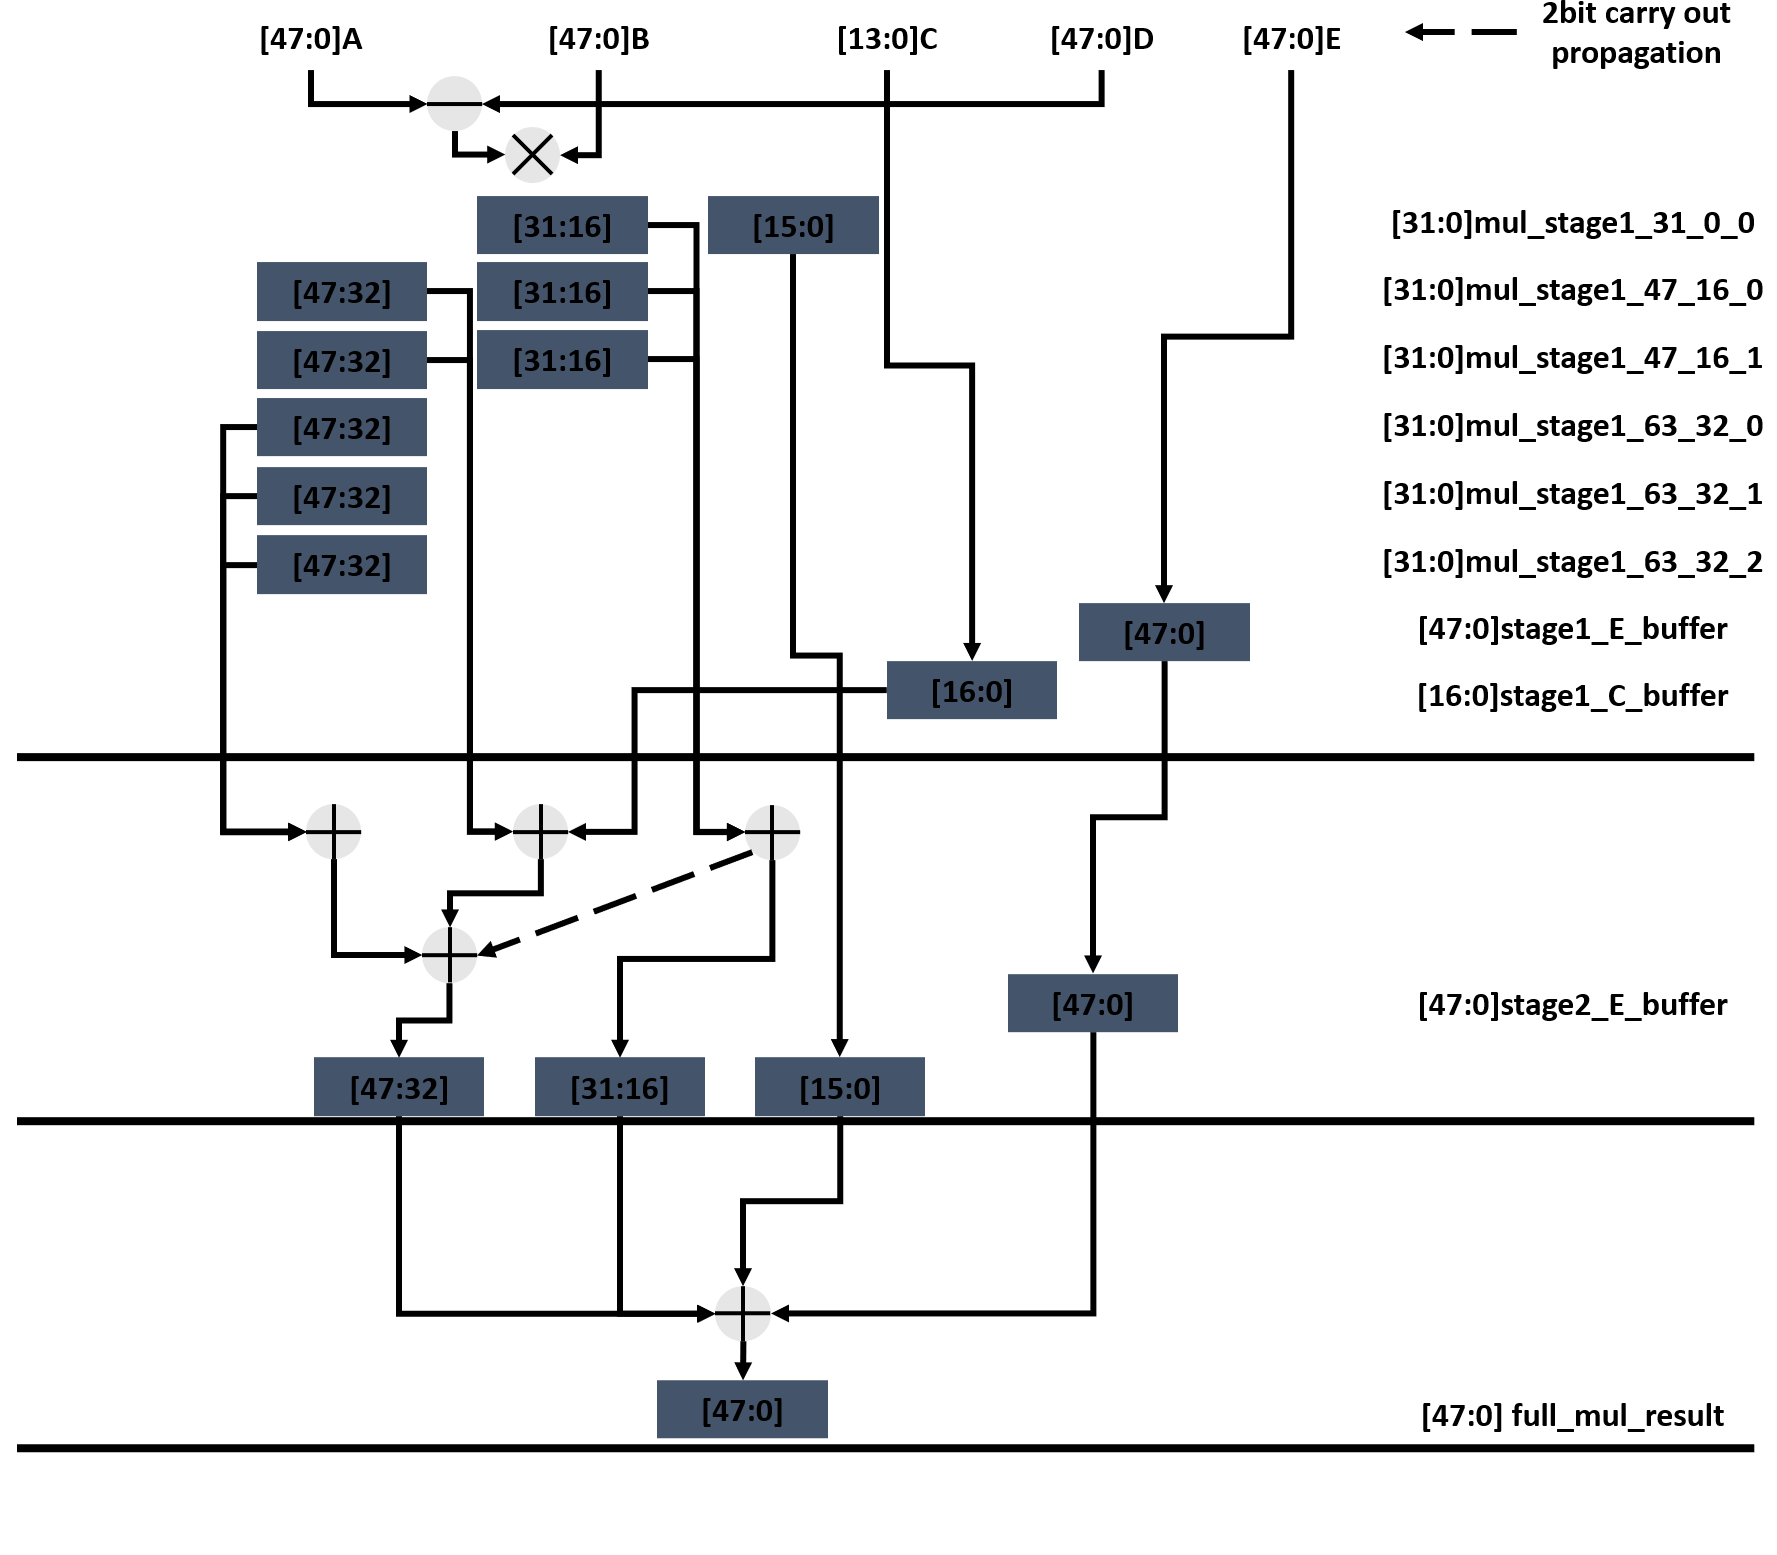 [47:0]A
[47:0]B
[13:0]C
[47:0]D
[47:0]E
2bit carry out
propagation
[31:16]
[15:0]
[31:0]mul_stage1_31_0_0
[47:32]
[31:16]
[31:0]mul_stage1_47_16_0
[47:32]
[31:16]
[31:0]mul_stage1_47_16_1
[47:32]
[31:0]mul_stage1_63_32_0
[47:32]
[31:0]mul_stage1_63_32_1
[47:32]
[31:0]mul_stage1_63_32_2
[47:0]
[47:0]stage1_E_buffer
[16:0]
[16:0]stage1_C_buffer
[47:0]
[47:0]stage2_E_buffer
[47:32]
[31:16]
[15:0]
[47:0]
[47:0] full_mul_result